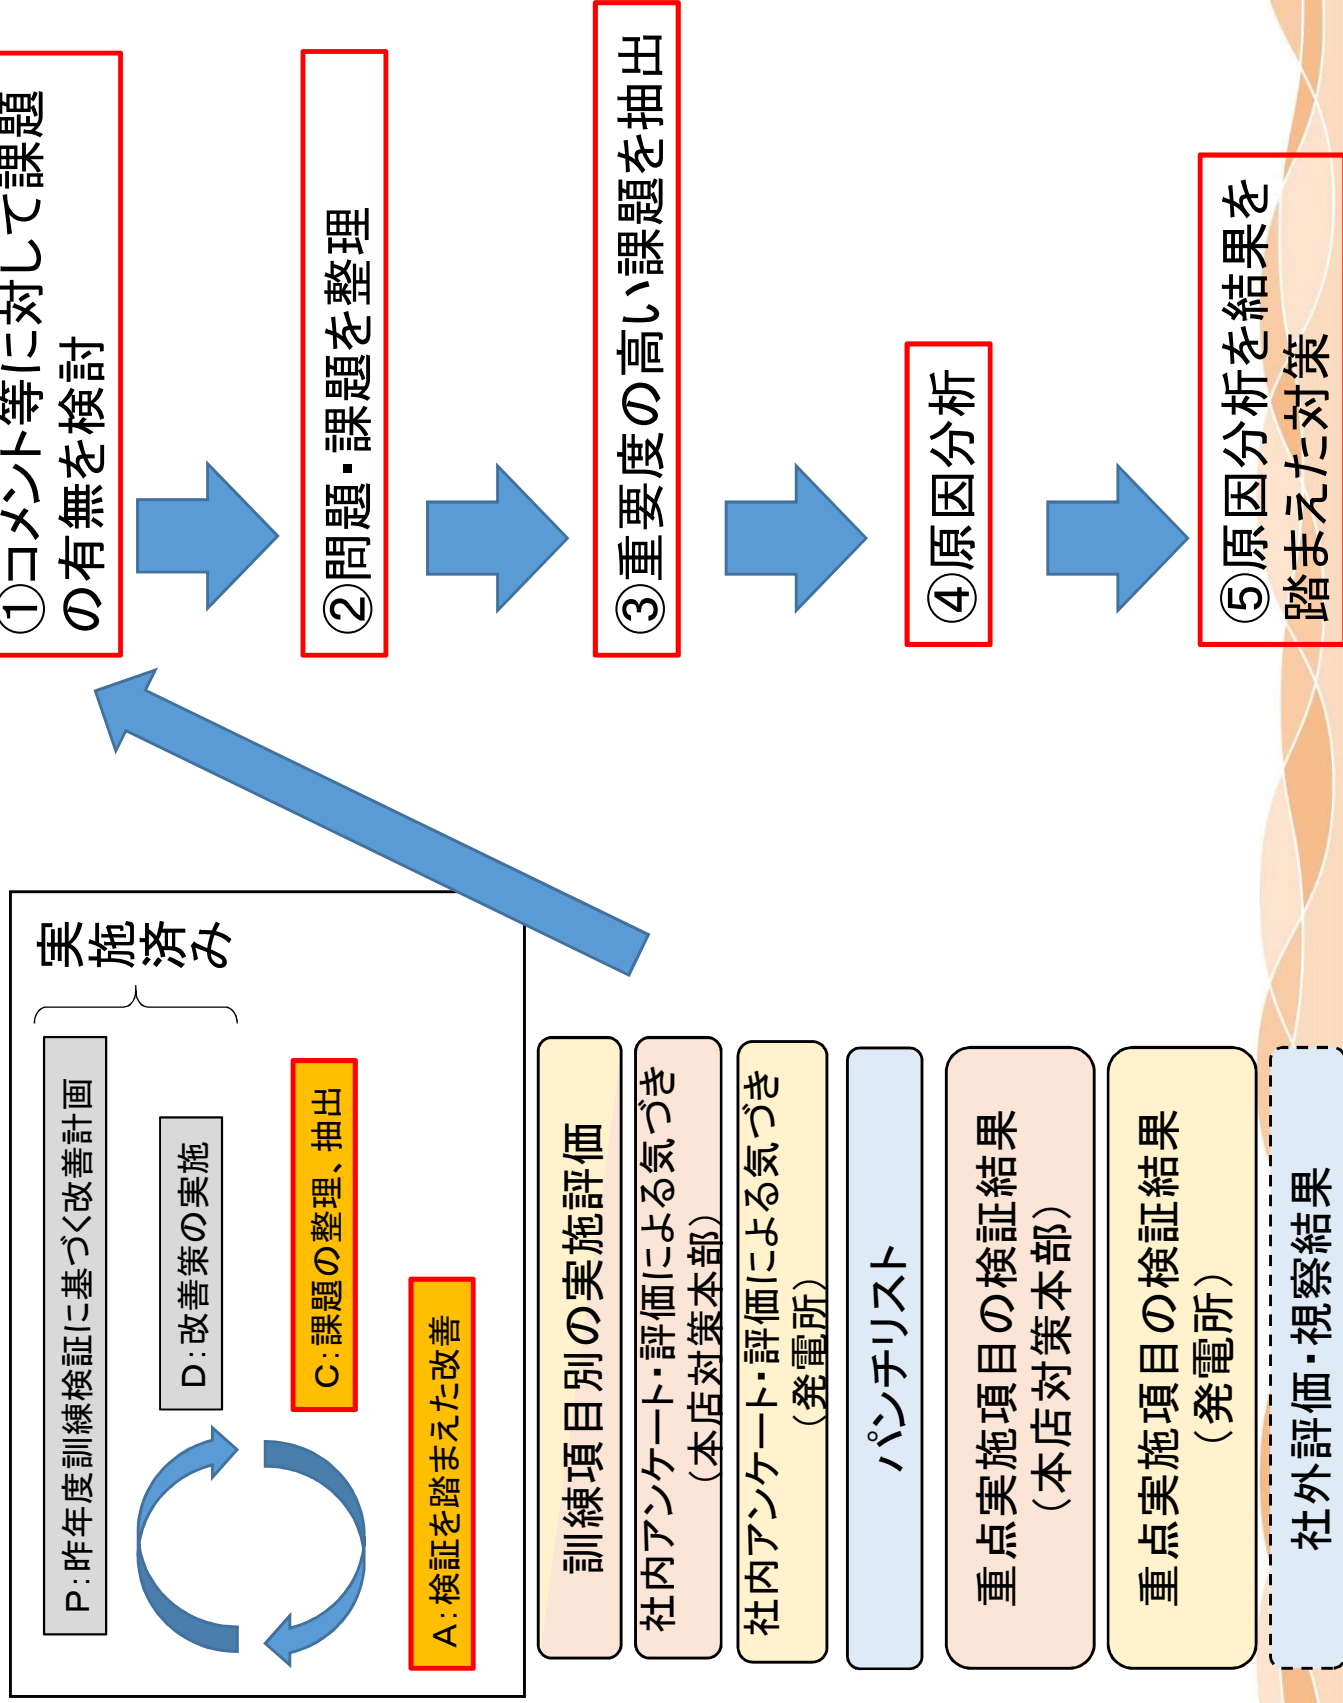 実施済み
P:昨年度訓練検証に基づく改善計画
D:改善策の実施
C:課題の整理、抽出
A:検証を踏まえた改善
訓練項目別の実施評価
社内アンケート・評価による気づき
（本店対策本部）
社内アンケート・評価による気づき
（発電所）
パンチリスト
重点実施項目の検証結果
（本店対策本部）
重点実施項目の検証結果
（発電所）
社外評価・視察結果
①コメント等に対して課題
の有無を検討
②問題・課題を整理
③重要度の高い課題を抽出
④原因分析
⑤原因分析を結果を
踏まえた対策